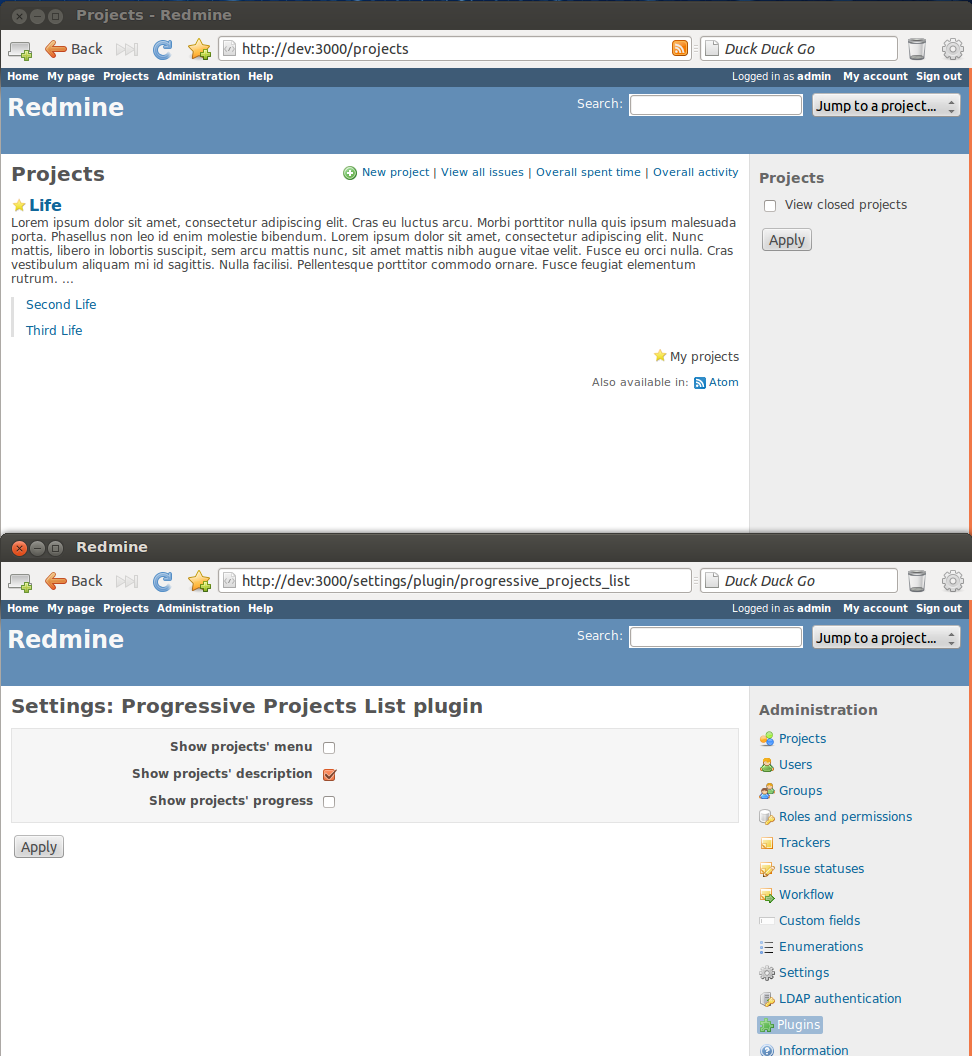 Projects - Redmine
Back http://dev:3000/projects Duck Duck Go
Home My page Projects Administration Help Logged in as admin My account Sign out
Redmine Search: Jump to a project...
Projects New project | View all issues | Overall spent time | Overall activity
Life
Lorem ipsum dolor sit amet, consectetur adipiscing elit. Cras eu luctus arcu. Morbi porttitor nulla quis ipsum malesuada
porta. Phasellus non leo id enim molestie bibendum. Lorem ipsum dolor sit amet, consectetur adipiscing elit. Nunc
mattis, libero in lobortis suscipit, sem arcu mattis nunc, sit amet mattis nibh augue vitae velit. Fusce eu orci nulla. Cras
vestibulum aliquam mi id sagittis. Nulla facilisi. Pellentesque porttitor commodo ornare. Fusce feugiat elementum
rutrum. ...
Second Life
Third Life
My projects
Also available in: Atom
Projects
View closed projects
Apply
Redmine
Back http://dev:3000/settings/plugin/progressive_projects_list Duck Duck Go
Home My page Projects Administration Help Logged in as admin My account Sign out
Redmine Search: Jump to a project...
Settings: Progressive Projects List plugin
Show projects' menu
Show projects' description
Show projects' progress
Apply
Administration
Projects
Users
Groups
Roles and permissions
Trackers
Issue statuses
Workflow
Custom fields
Enumerations
Settings
LDAP authentication
Plugins
Information